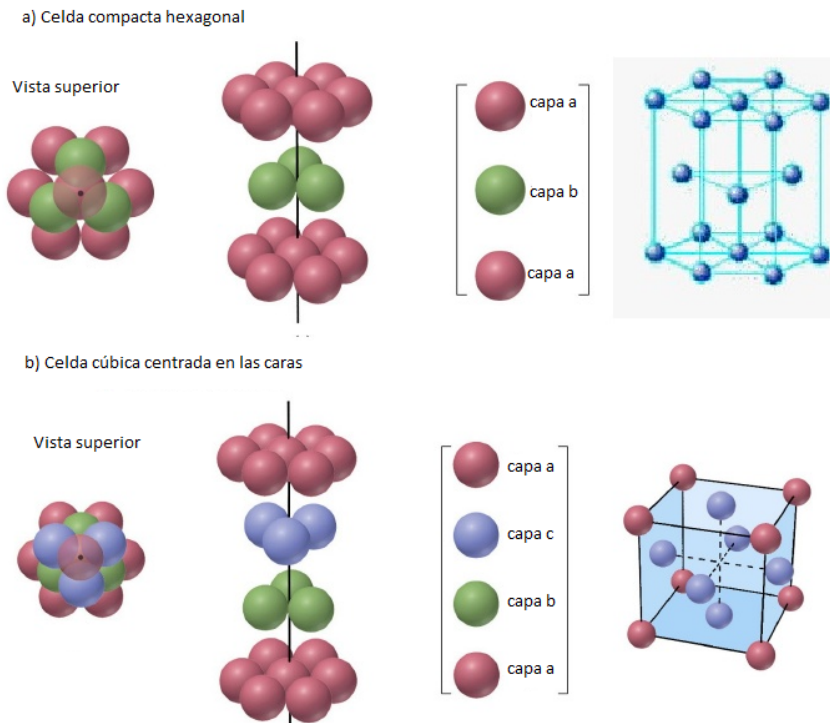 a) Celda compacta hexagonal
Vista superior
capa a
capa b
capa a
b) Celda cúbica centrada en las caras
Vista superior
capa a
capa c
capa b
capa a